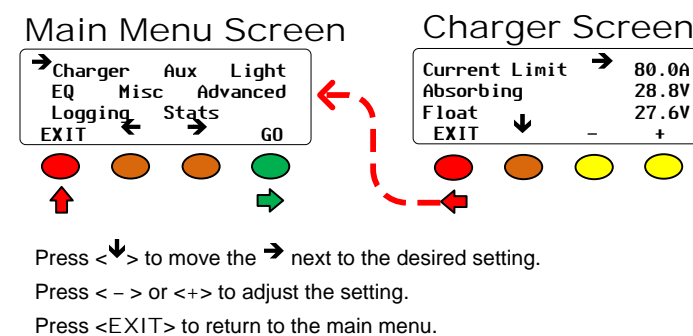 Main Menu Screen
➔Charger Aux Light
EQ Misc Advanced
Logging Stats
EXIT 🡸 🡺 GO
Charger Screen
Current Limit ➔ 80.0A
Absorbing 28.8V
Float 27.6V
EXIT 🡻 – +
Press <🡻> to move the ➔ next to the desired setting.
Press < – > or <+> to adjust the setting.
Press <EXIT> to return to the main menu.